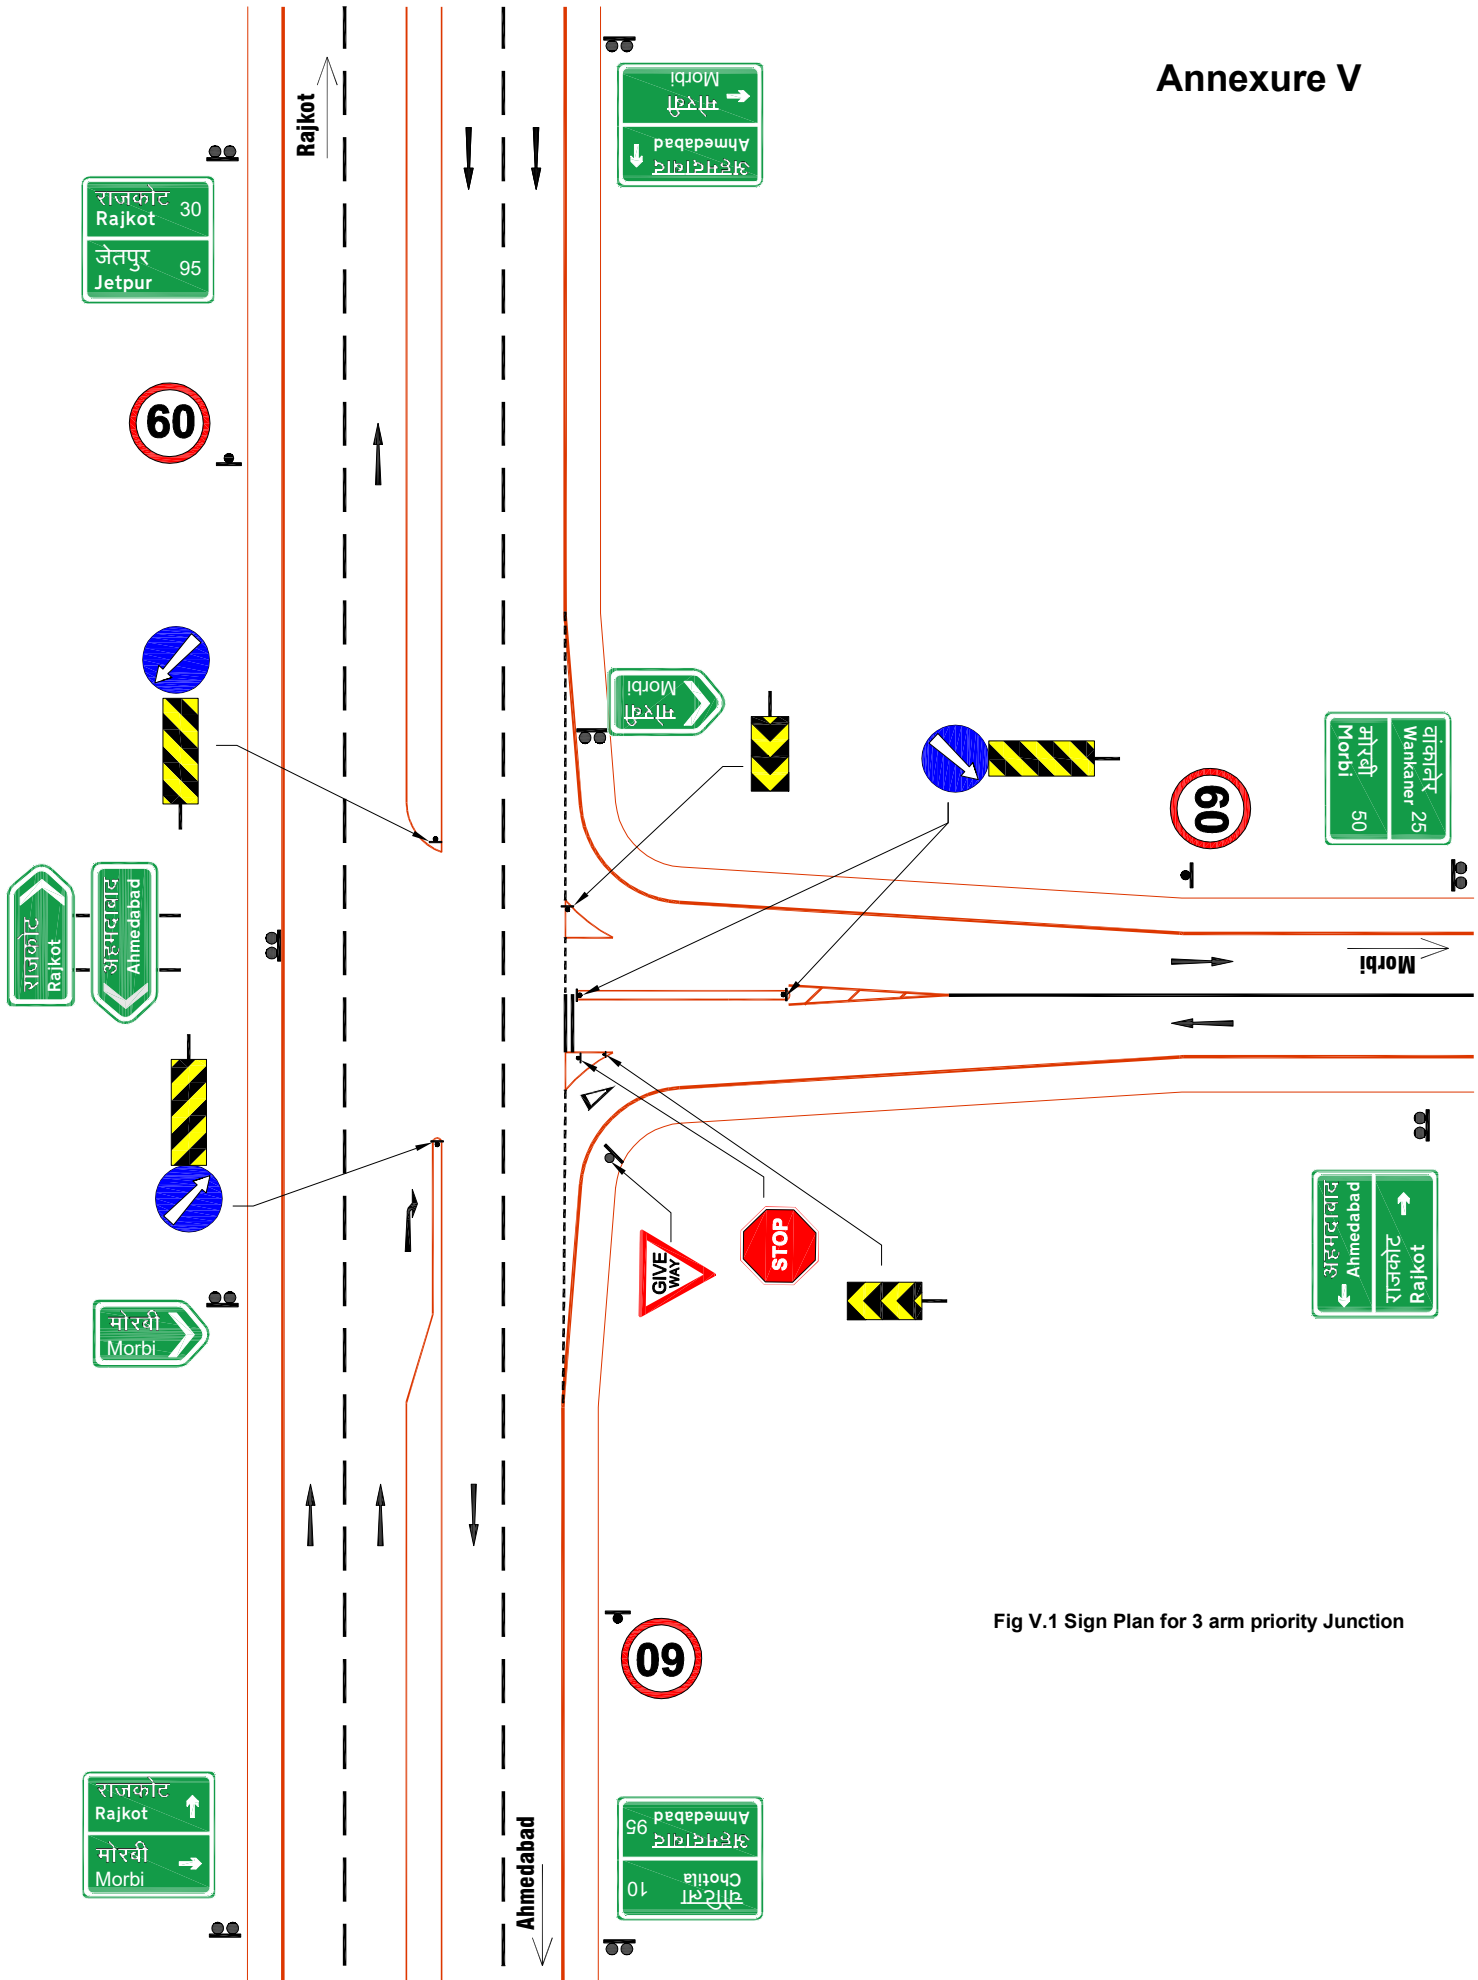 Annexure V
Rajkot
मोरबी
Morbi
अहमदाबाद
Ahmedabad
राजकोट
Rajkot 30
जेतपुर
Jetpur 95
60
मोरबी
Morbi
वांकानेर
Wankaner 25
मोरबी
Morbi 50
60
राजकोट
Rajkot
अहमदाबाद
Ahmedabad
Morbi
GIVE
WAY
STOP
अहमदाबाद
Ahmedabad
राजकोट
Rajkot
मोरबी
Morbi
60
Fig V.1 Sign Plan for 3 arm priority Junction
राजकोट
Rajkot
मोरबी
Morbi
Ahmedabad
चोटिला
Chotila 10
अहमदाबाद
Ahmedabad 95